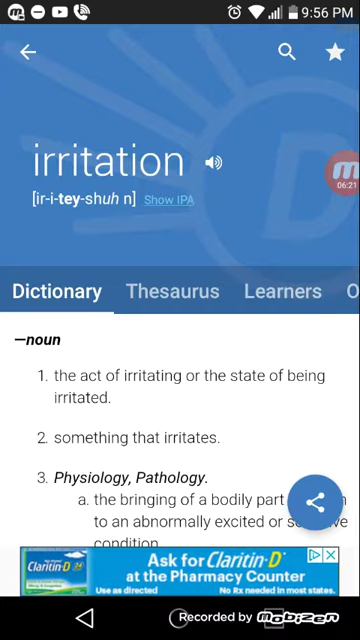 9:56 PM
irritation
06:21
[ir-i-tey-shuh n] Show IPA
Dictionary Thesaurus Learners
—noun
1. the act of irritating or the state of being
irritated.
2. something that irritates.
3. Physiology, Pathology.
a. the bringing of a bodily part
to an abnormally excited or
condition
Ask for Claritin-D
at the Pharmacy Counter
Use as directed No Rx needed in most states.
Claritin-D 24
Recorded by Mobizen